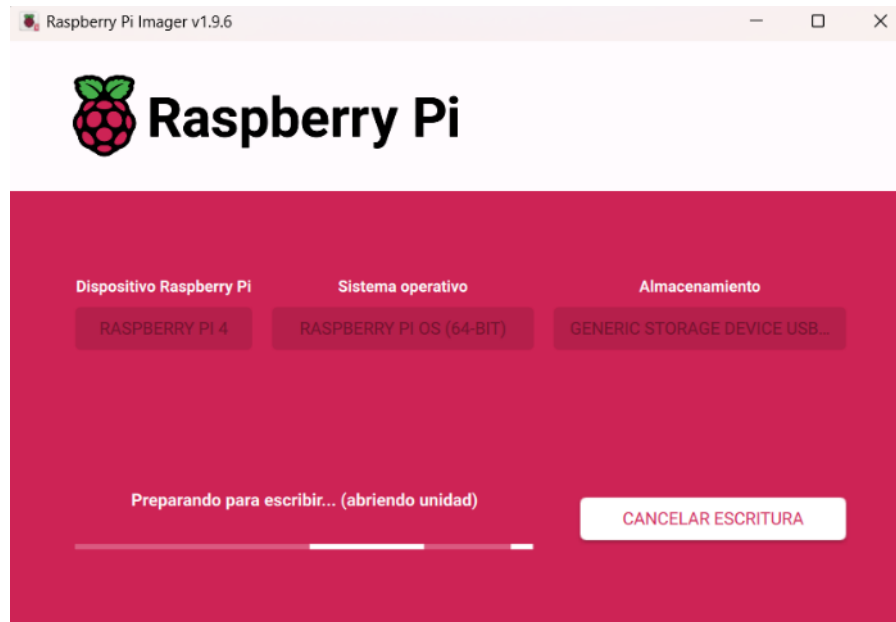 Raspberry Pi Imager v1.9.6
Raspberry Pi
Dispositivo Raspberry Pi
Sistema operativo
Almacenamiento
RASPBERRY PI 4
RASPBERRY PI OS (64-BIT)
GENERIC STORAGE DEVICE USB...
Preparando para escribir... (abriendo unidad)
CANCELAR ESCRITURA